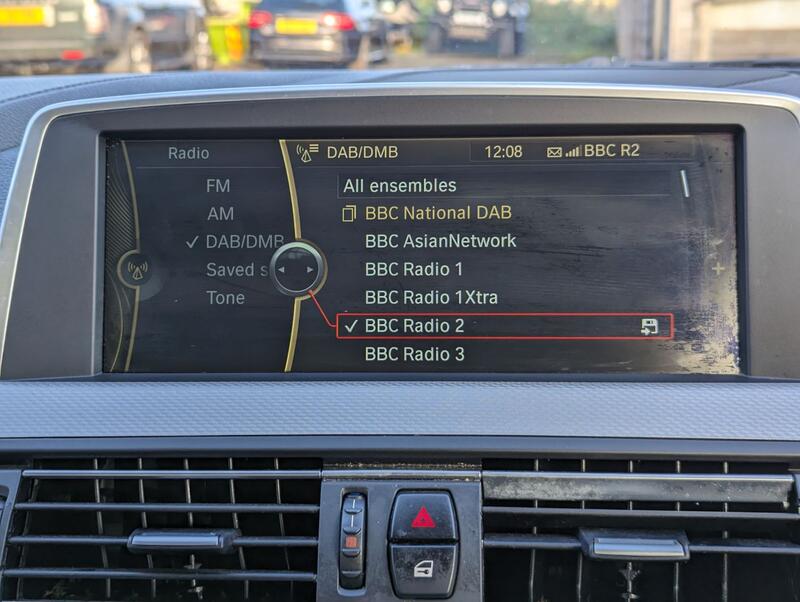 Radio
DAB/DMB
12:08
BBC R2
FM
AM
DAB/DMB
Saved s
Tone
All ensembles
BBC National DAB
BBC AsianNetwork
BBC Radio 1
BBC Radio 1Xtra
BBC Radio 2
BBC Radio 3